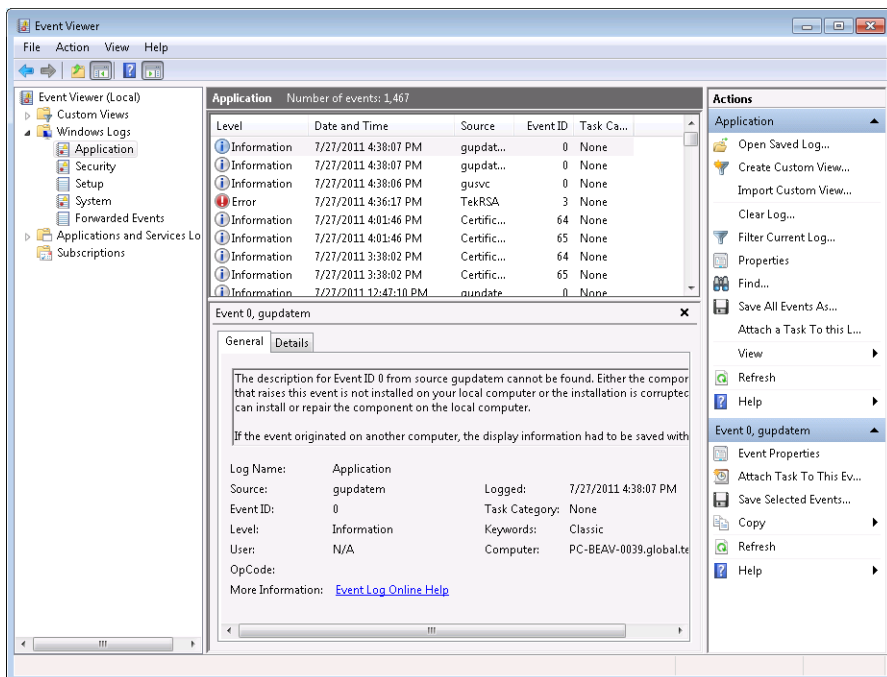 Event Viewer
File Action View Help
Event Viewer (Local)
Custom Views
Windows Logs
Application
Security
Setup
System
Forwarded Events
Applications and Services Lo
Subscriptions
Application Number of events: 1,467
Level Date and Time Source Event ID Task Ca...
Information 7/27/2011 4:38:07 PM gupdat... 0 None
Information 7/27/2011 4:38:07 PM gupdat... 0 None
Information 7/27/2011 4:38:06 PM gusvc 0 None
Error 7/27/2011 4:36:17 PM TekRSA 3 None
Information 7/27/2011 4:01:46 PM Certific... 64 None
Information 7/27/2011 4:01:46 PM Certific... 65 None
Information 7/27/2011 3:38:02 PM Certific... 64 None
Information 7/27/2011 3:38:02 PM Certific... 65 None
Information 7/27/2011 12:47:10 PM gupdate 0 None
Event 0, gupdatem
General Details
The description for Event ID 0 from source gupdatem cannot be found. Either the compor
that raises this event is not installed on your local computer or the installation is corruptec
can install or repair the component on the local computer.
If the event originated on another computer, the display information had to be saved with
Log Name: Application
Source: gupdatem Logged: 7/27/2011 4:38:07 PM
Event ID: 0 Task Category: None
Level: Information Keywords: Classic
User: N/A Computer: PC-BEAV-0039.global.te
OpCode:
More Information: Event Log Online Help
Actions
Application
Open Saved Log...
Create Custom View...
Import Custom View...
Clear Log...
Filter Current Log...
Properties
Find...
Save All Events As...
Attach a Task To this L...
View
Refresh
Help
Event 0, gupdatem
Event Properties
Attach Task To This Ev...
Save Selected Events...
Copy
Refresh
Help